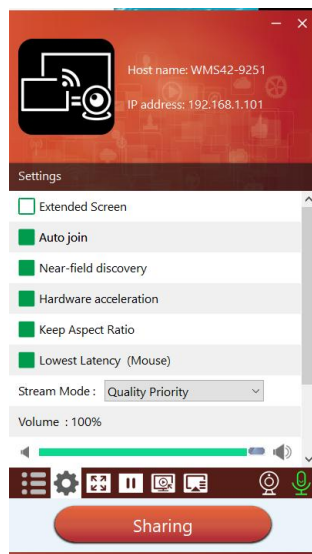 Host name: WMS42-9251
IP address: 192.168.1.101
Settings
Extended Screen
Auto join
Near-field discovery
Hardware acceleration
Keep Aspect Ratio
Lowest Latency (Mouse)
Stream Mode : Quality Priority
Volume : 100%
Sharing